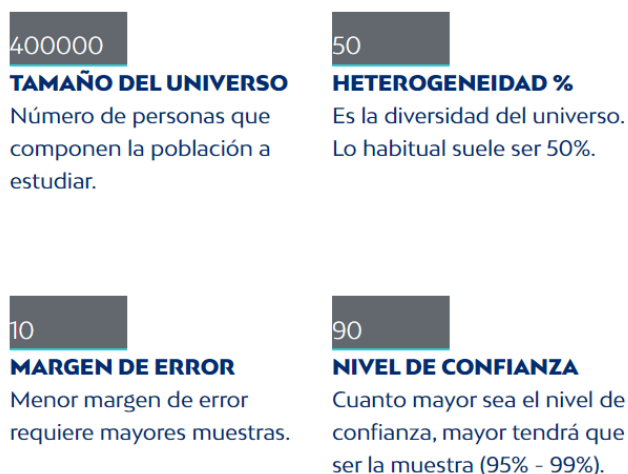 400000
TAMAÑO DEL UNIVERSO
Número de personas que
componen la población a
estudiar.
50
HETEROGENEIDAD %
Es la diversidad del universo.
Lo habitual suele ser 50%.
10
MARGEN DE ERROR
Menor margen de error
requiere mayores muestras.
90
NIVEL DE CONFIANZA
Cuanto mayor sea el nivel de
confianza, mayor tendrá que
ser la muestra (95% - 99%).